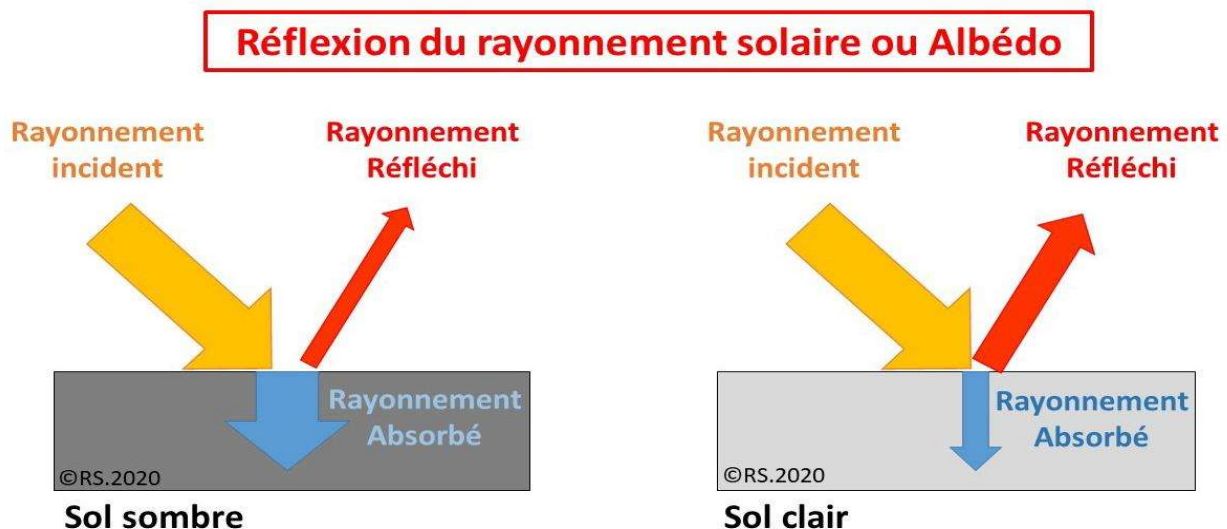 Réflexion du rayonnement solaire ou Albédo
Rayonnement
incident
Rayonnement
Réfléchi
Rayonnement
Absorbé
©RS.2020
Sol sombre
Rayonnement
incident
Rayonnement
Réfléchi
Rayonnement
Absorbé
©RS.2020
Sol clair